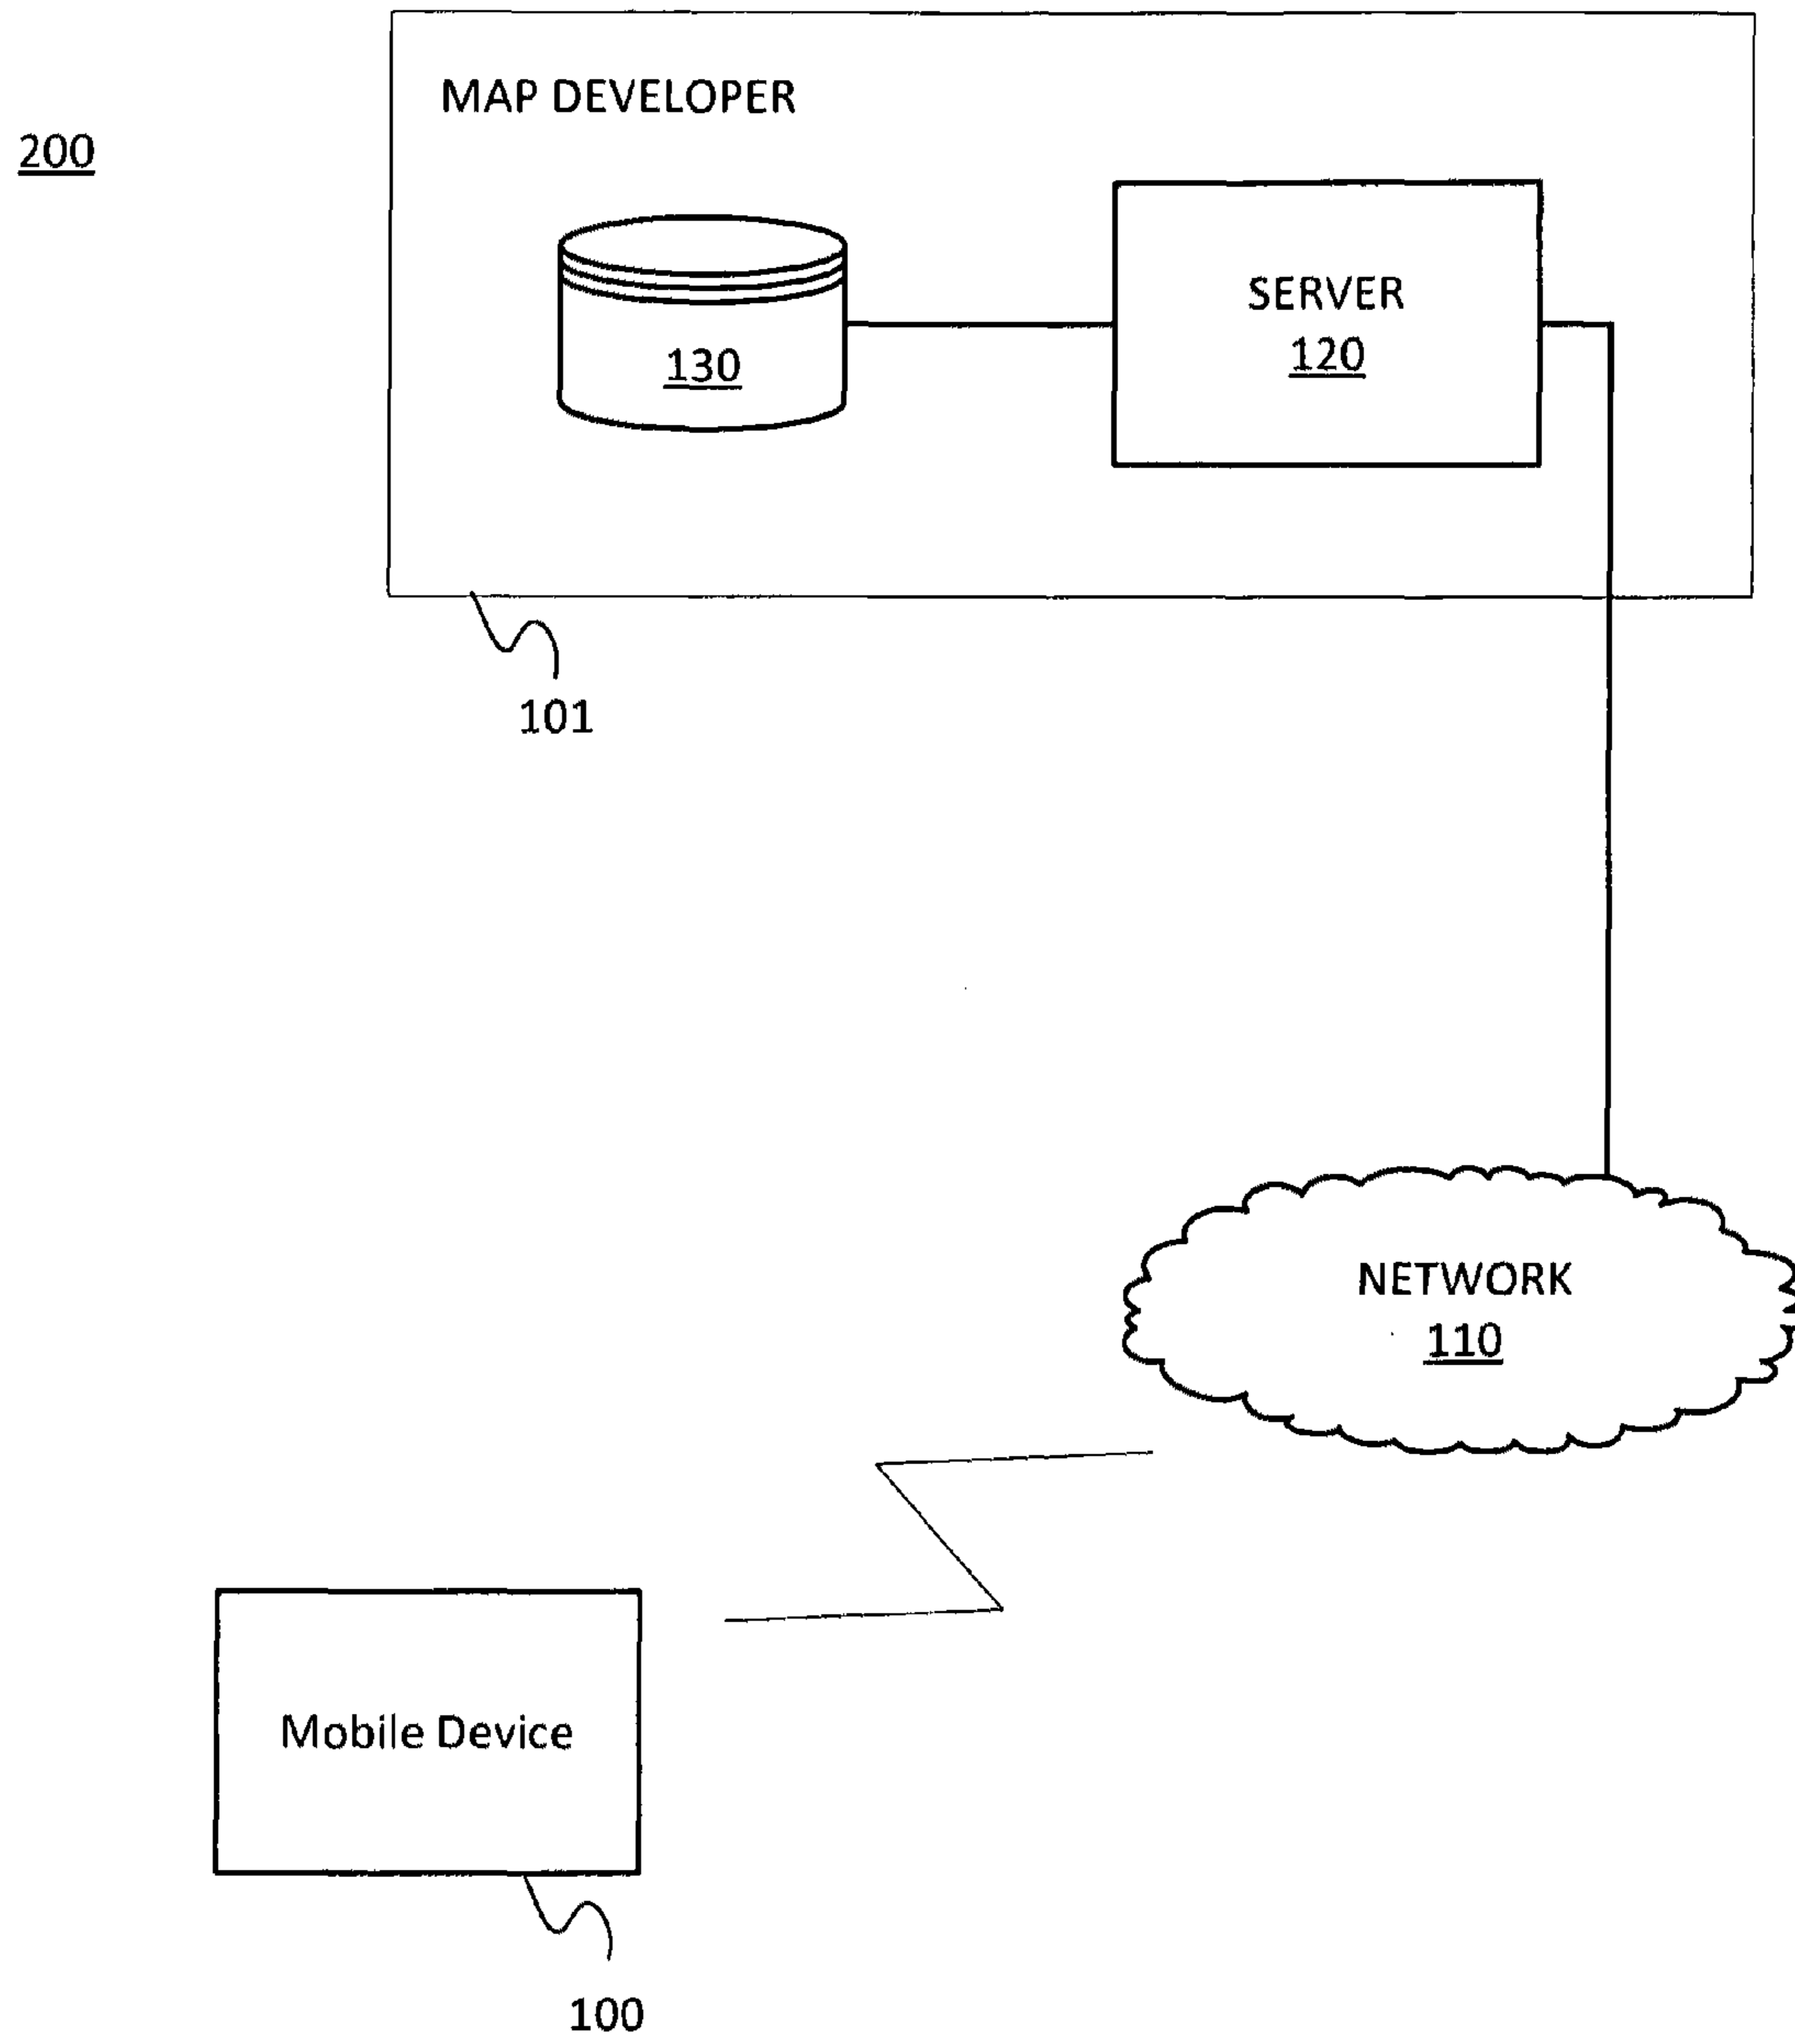 MAP DEVELOPER
200
SERVER
120
130
101
NETWORK
110
Mobile Device
100